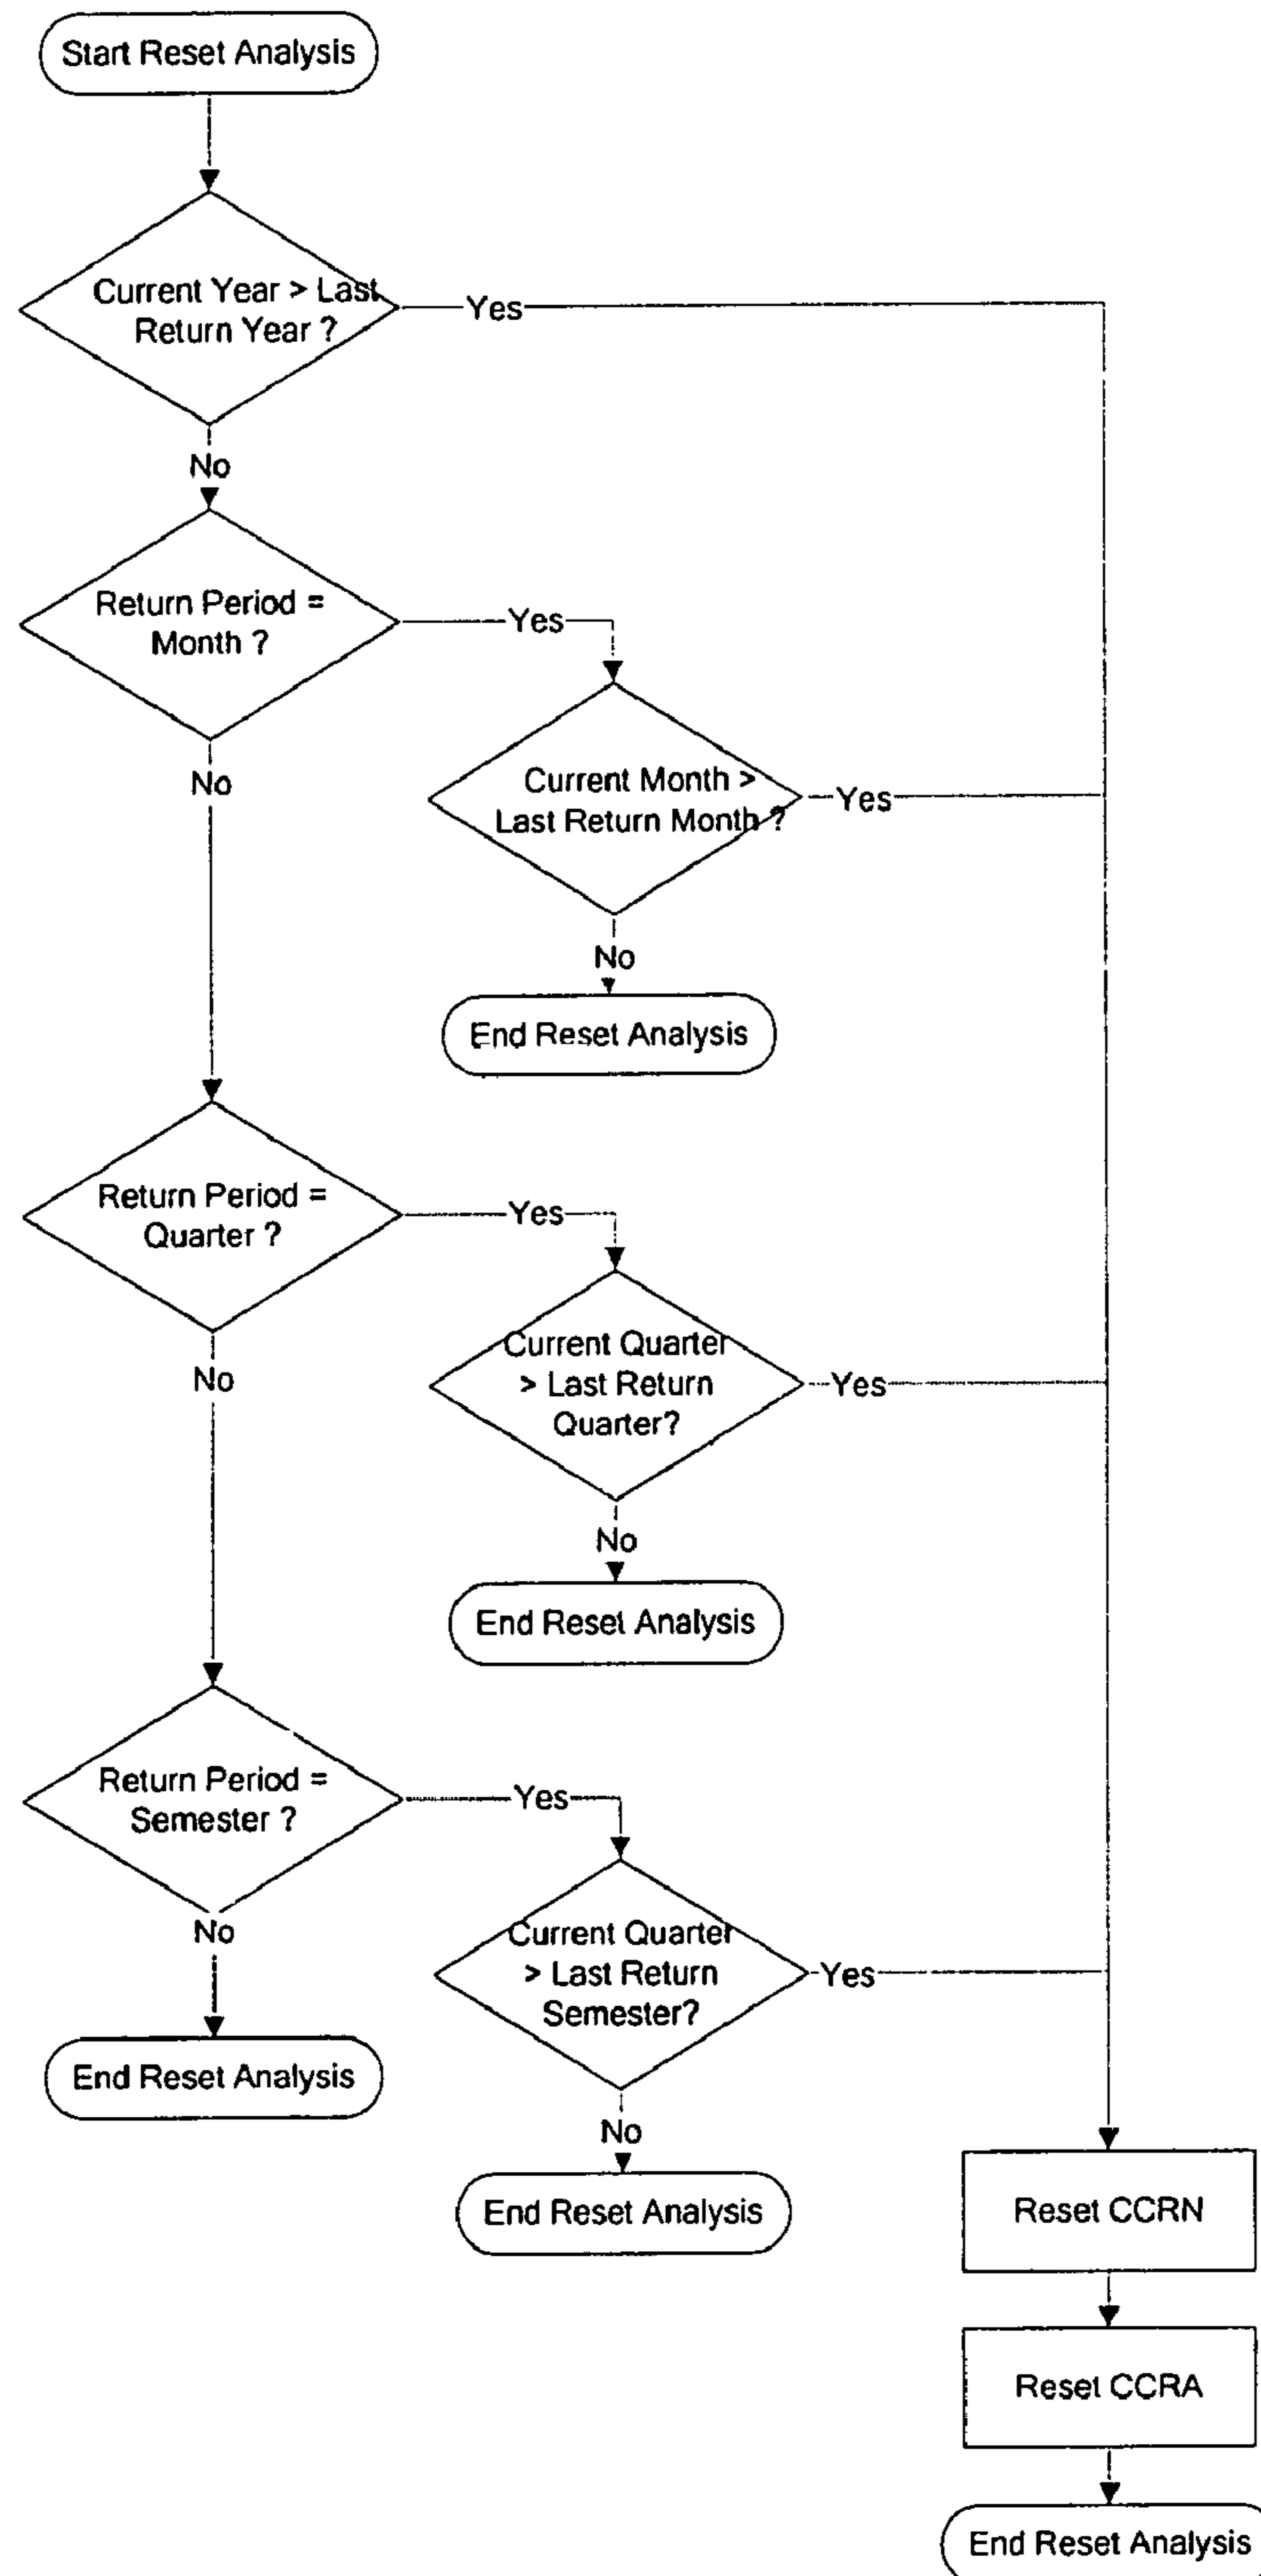 Start Reset Analysis
Current Year > Last
Return Year ?
Yes
No
Return Period =
Month ?
Yes
No
Current Month >
Last Return Month ?
Yes
No
End Reset Analysis
Return Period =
Quarter ?
Yes
No
Current Quarter
> Last Return
Quarter?
Yes
No
End Reset Analysis
Return Period =
Semester ?
Yes
No
End Reset Analysis
Current Quarter
> Last Return
Semester?
Yes
No
End Reset Analysis
Reset CCRN
Reset CCRA
End Reset Analysis